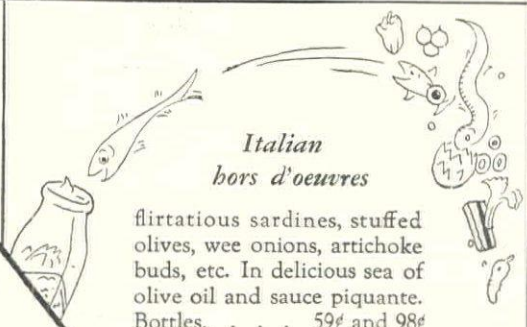 Italian
hors d'oeuvres
flirtatious sardines, stuffed
olives, wee onions, artichoke
buds, etc. In delicious sea of
olive oil and sauce piquante.
Bottles, 59¢ and 98¢